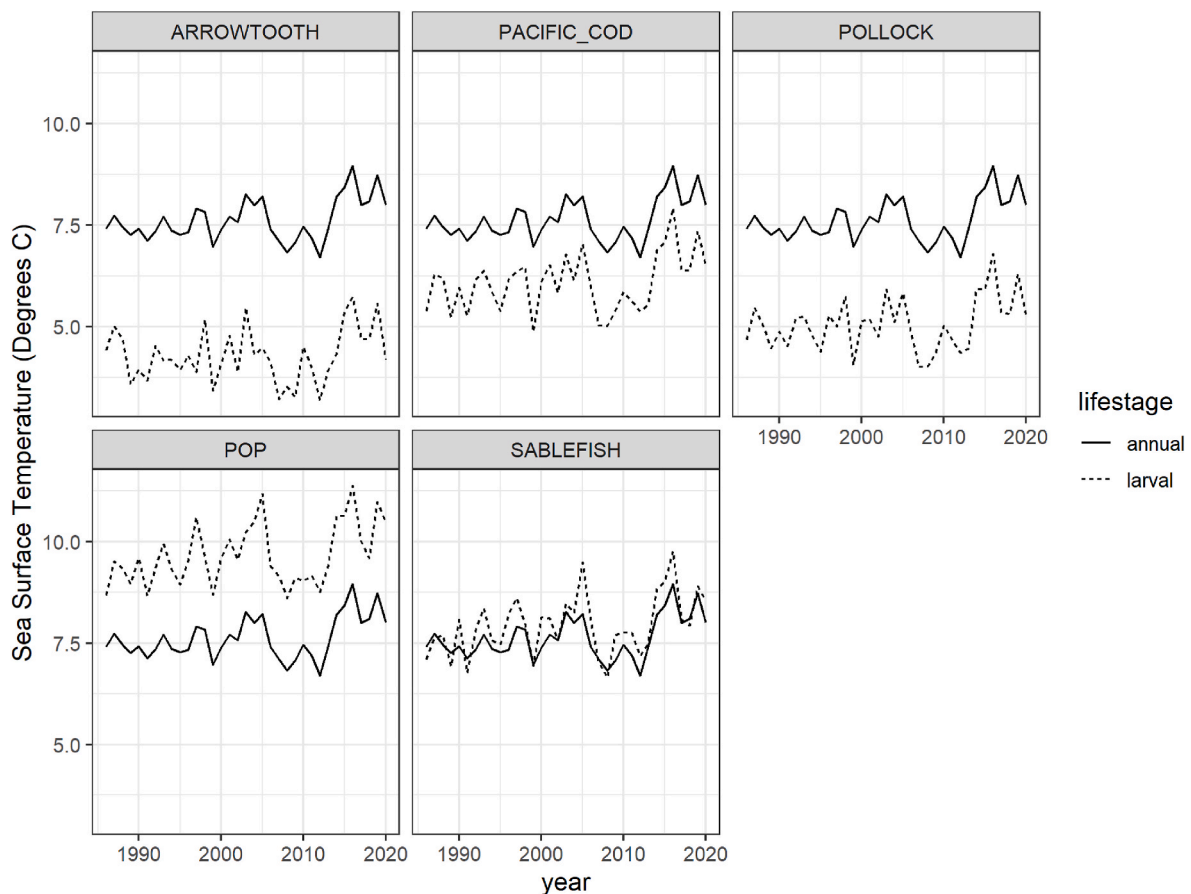 ARROWTOOTH
PACIFIC_COD
POLLOCK
10.0
7.5
5.0
1990 2000 2010 2020
POP
SABLEFISH
10.0
7.5
5.0
1990 2000 2010 2020
1990 2000 2010 2020
year
Sea Surface Temperature (Degrees C)
lifestage
annual
larval